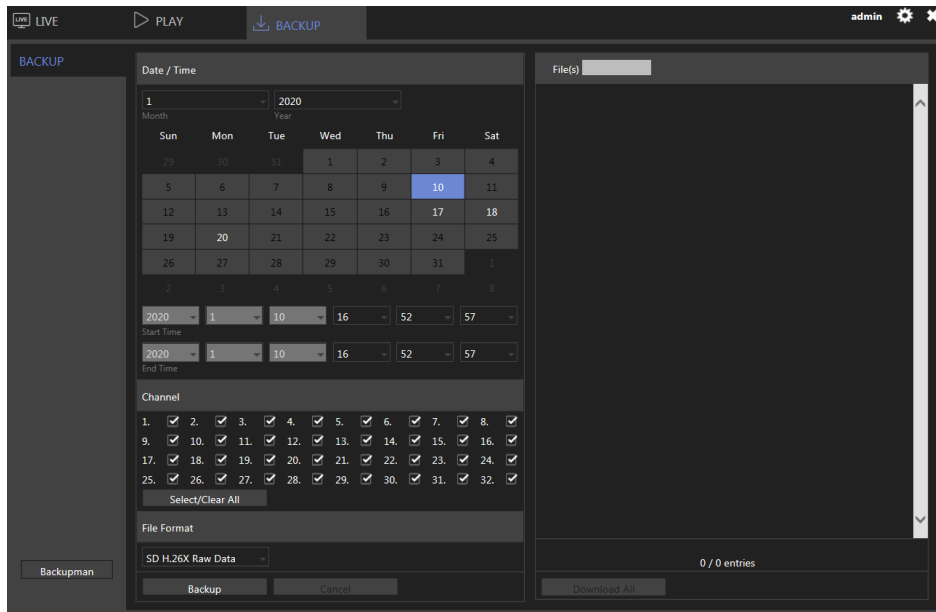 LIVE LIVE PLAY BACKUP admin
BACKUP
Date / Time
1 2020
Month Year
Sun Mon Tue Wed Thu Fri Sat
29 30 31 1 2 3 4
5 6 7 8 9 10 11
12 13 14 15 16 17 18
19 20 21 22 23 24 25
26 27 28 29 30 31 1
2 3 4 5 6 7 8
2020 1 10 16 52 57
Start Time
2020 1 10 16 52 57
End Time
Channel
1. 2. 3. 4. 5. 6. 7. 8.
9. 10. 11. 12. 13. 14. 15. 16.
17. 18. 19. 20. 21. 22. 23. 24.
25. 26. 27. 28. 29. 30. 31. 32.
Select/Clear All
File Format
SD H.26X Raw Data
Backup Cancel
Backupman
File(s)
0 / 0 entries
Download All